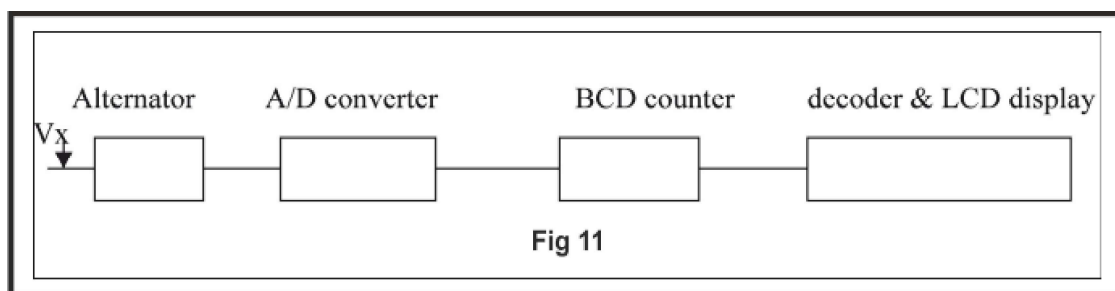 Alternator A/D converter BCD counter decoder & LCD display
Vx
Fig 11